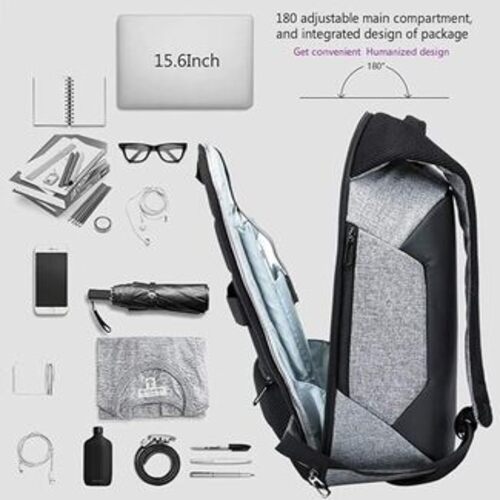 180 adjustable main compartment,
and integrated design of package
Get convenient Humanized design
180°
15.6Inch